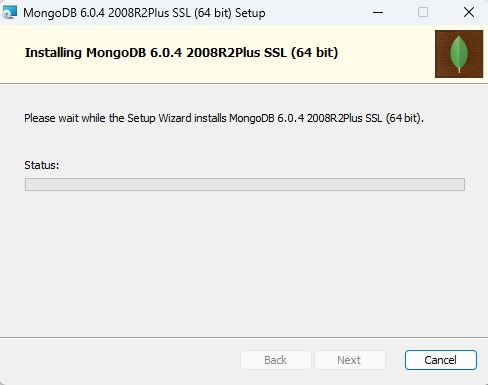 MongoDB 6.0.4 2008R2Plus SSL (64 bit) Setup
Installing MongoDB 6.0.4 2008R2Plus SSL (64 bit)
Please wait while the Setup Wizard installs MongoDB 6.0.4 2008R2Plus SSL (64 bit).
Status:
Back Next Cancel